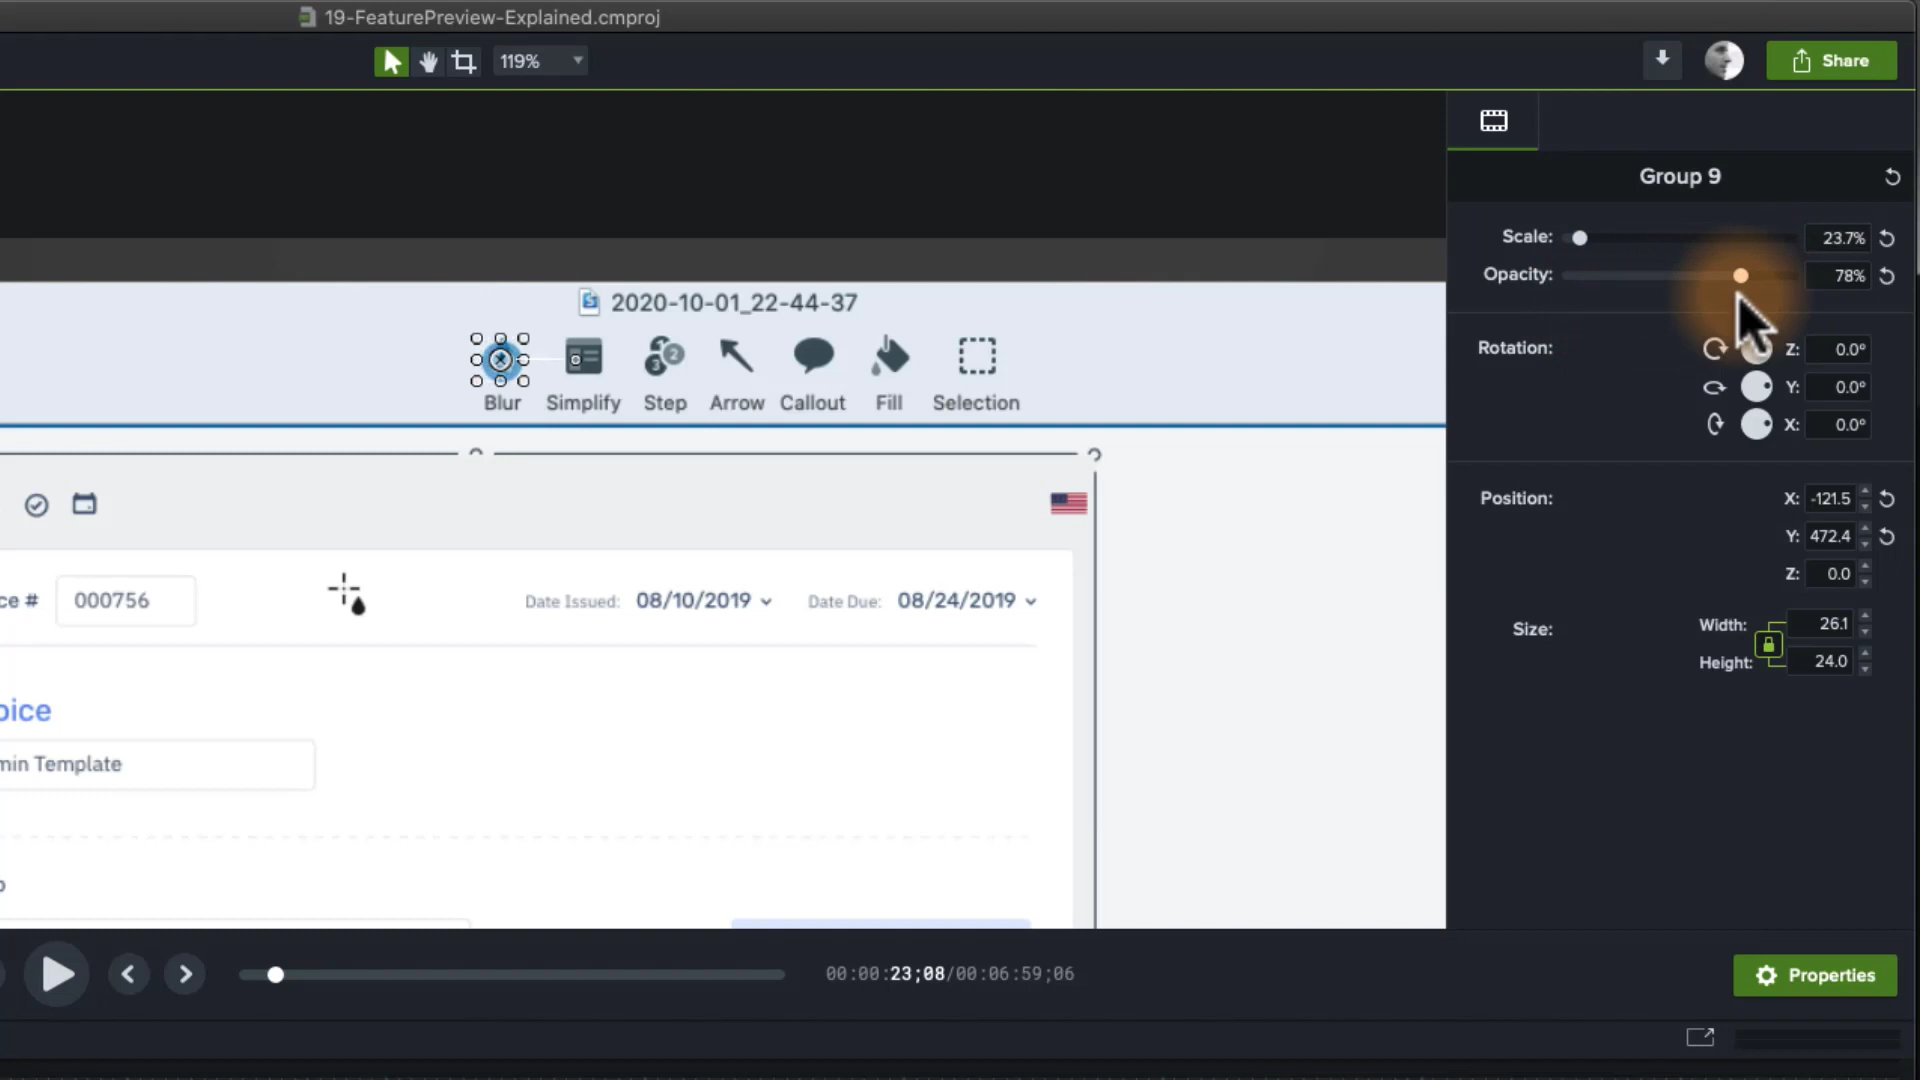 19-FeaturePreview-Explained.cmproj
119%
Share
Group 9
Scale: 23.7%
Opacity: 78%
Rotation: Z: 0.0°
Y: 0.0°
X: 0.0°
Position: X: -121.5
Y: 472.4
Z: 0.0
Size: Width: 26.1
Height: 24.0
2020-10-01_22-44-37
3 2
Blur Simplify Step Arrow Callout Fill Selection
ce # 000756 Date Issued: 08/10/2019 Date Due: 08/24/2019
oice
min Template
00:00:23;08/00:06:59;06
Properties